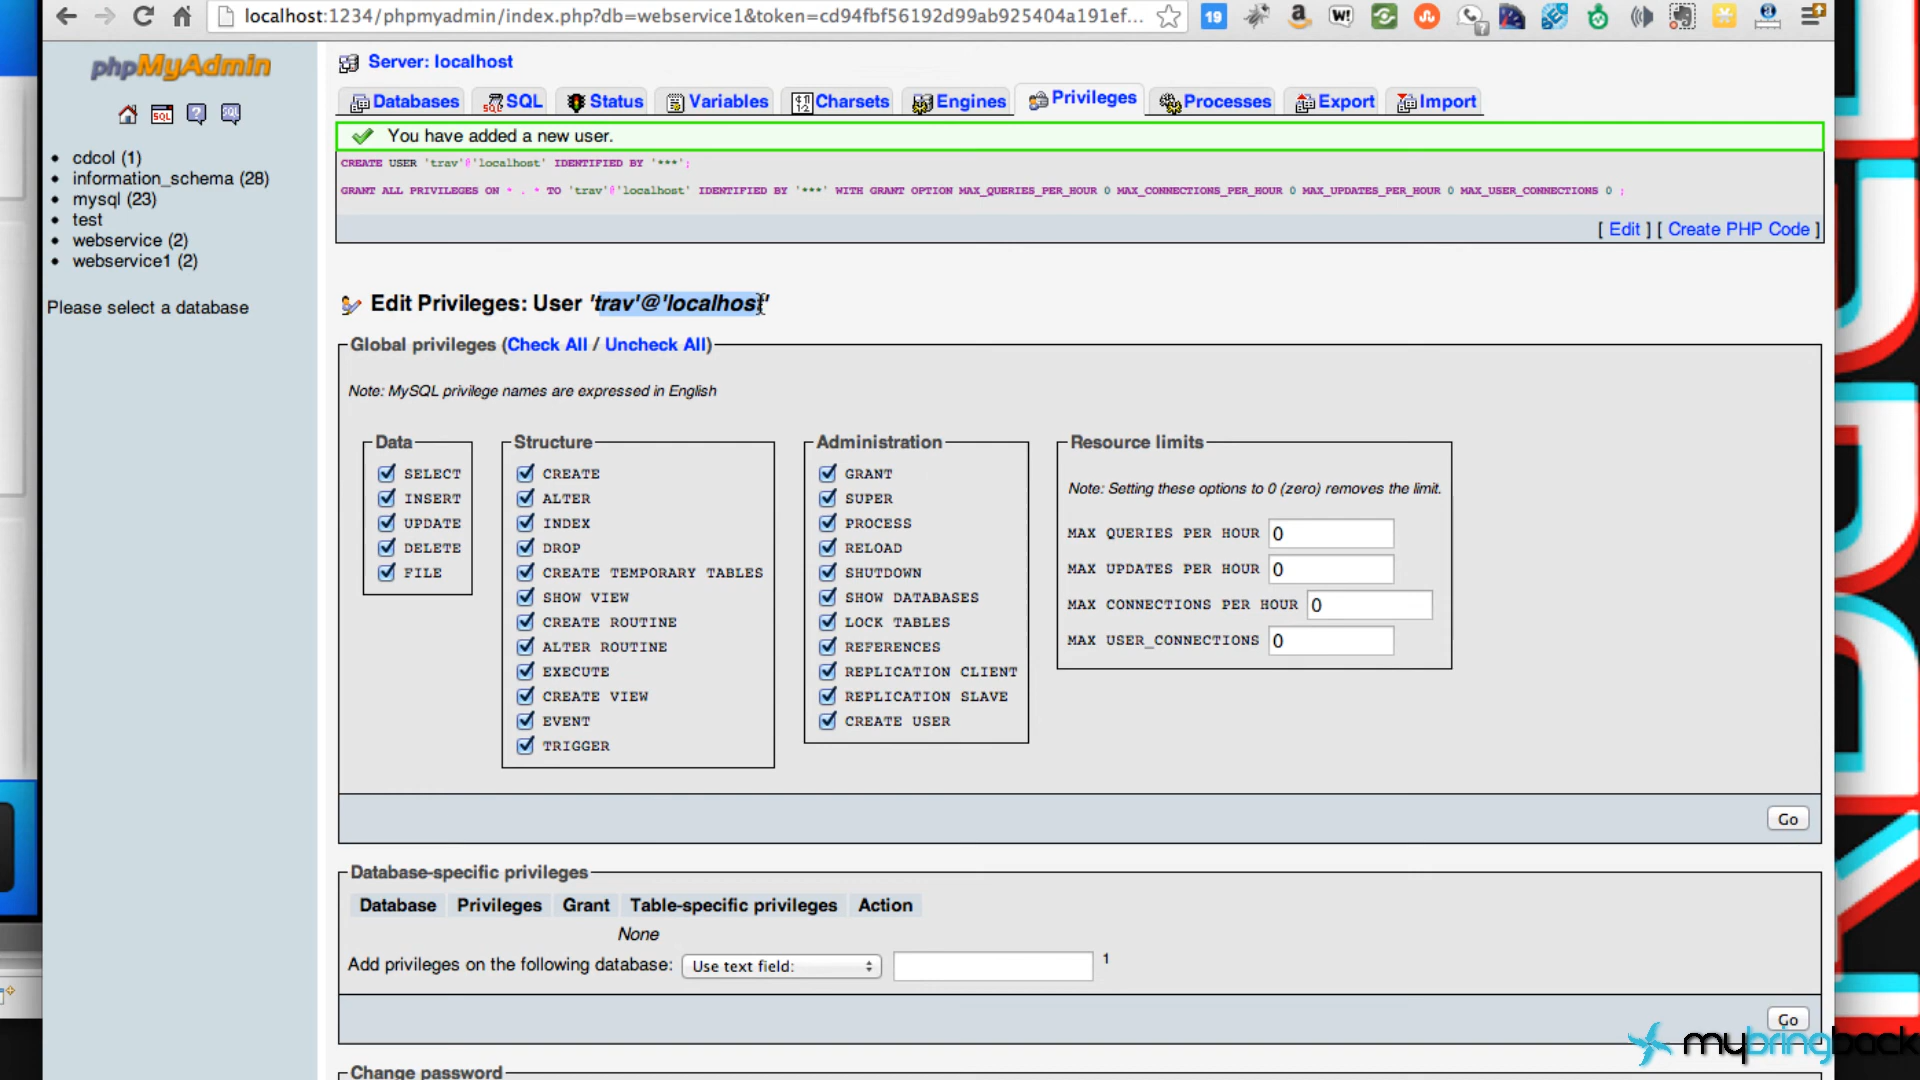 localhost:1234/phpmyadmin/index.php?db=webservice1&token=cd94fbf56192d99ab925404a191ef...
19
phpMyAdmin
Server: localhost
Databases SQL Status Variables Charsets Engines Privileges Processes Export Import
You have added a new user.
CREATE USER 'trav'@'localhost' IDENTIFIED BY '***';
GRANT ALL PRIVILEGES ON * . * TO 'trav'@'localhost' IDENTIFIED BY '***' WITH GRANT OPTION MAX_QUERIES_PER_HOUR 0 MAX_CONNECTIONS_PER_HOUR 0 MAX_UPDATES_PER_HOUR 0 MAX_USER_CONNECTIONS 0 ;
[ Edit ] [ Create PHP Code ]
cdcol (1)
information_schema (28)
mysql (23)
test
webservice (2)
webservice1 (2)
Please select a database
Edit Privileges: User 'trav'@'localhost'
Global privileges (Check All / Uncheck All)
Note: MySQL privilege names are expressed in English
Data
SELECT
INSERT
UPDATE
DELETE
FILE
Structure
CREATE
ALTER
INDEX
DROP
CREATE TEMPORARY TABLES
SHOW VIEW
CREATE ROUTINE
ALTER ROUTINE
EXECUTE
CREATE VIEW
EVENT
TRIGGER
Administration
GRANT
SUPER
PROCESS
RELOAD
SHUTDOWN
SHOW DATABASES
LOCK TABLES
REFERENCES
REPLICATION CLIENT
REPLICATION SLAVE
CREATE USER
Resource limits
Note: Setting these options to 0 (zero) removes the limit.
MAX QUERIES PER HOUR 0
MAX UPDATES PER HOUR 0
MAX CONNECTIONS PER HOUR 0
MAX USER_CONNECTIONS 0
Go
Database-specific privileges
Database Privileges Grant Table-specific privileges Action
None
Add privileges on the following database: Use text field: 1
Go
Change password
mybringback